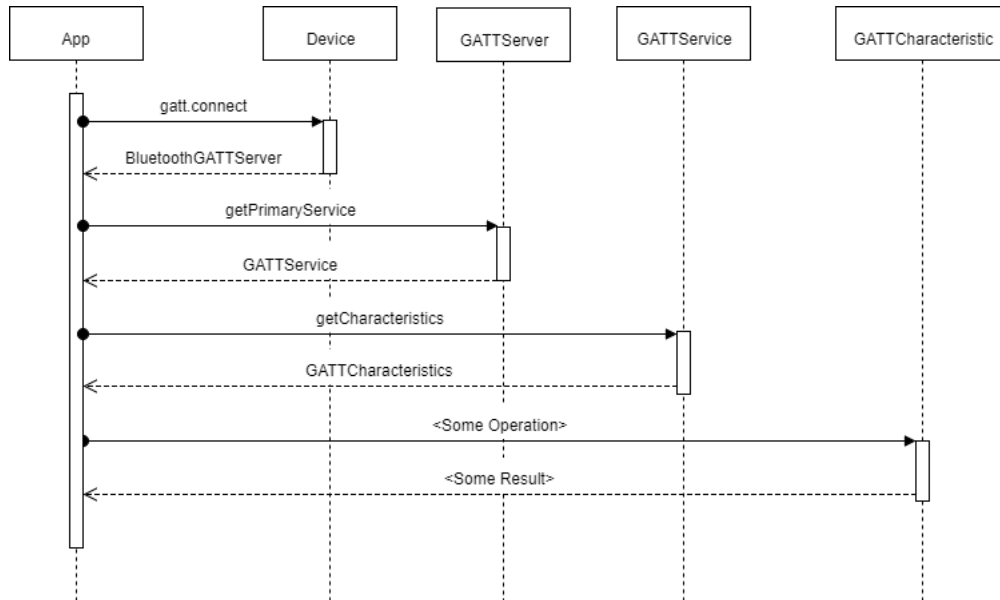 App
Device
GATTServer
GATTService
GATTCharacteristic
gatt.connect
BluetoothGATTServer
getPrimaryService
GATTService
getCharacteristics
GATTCharacteristics
<Some Operation>
<Some Result>